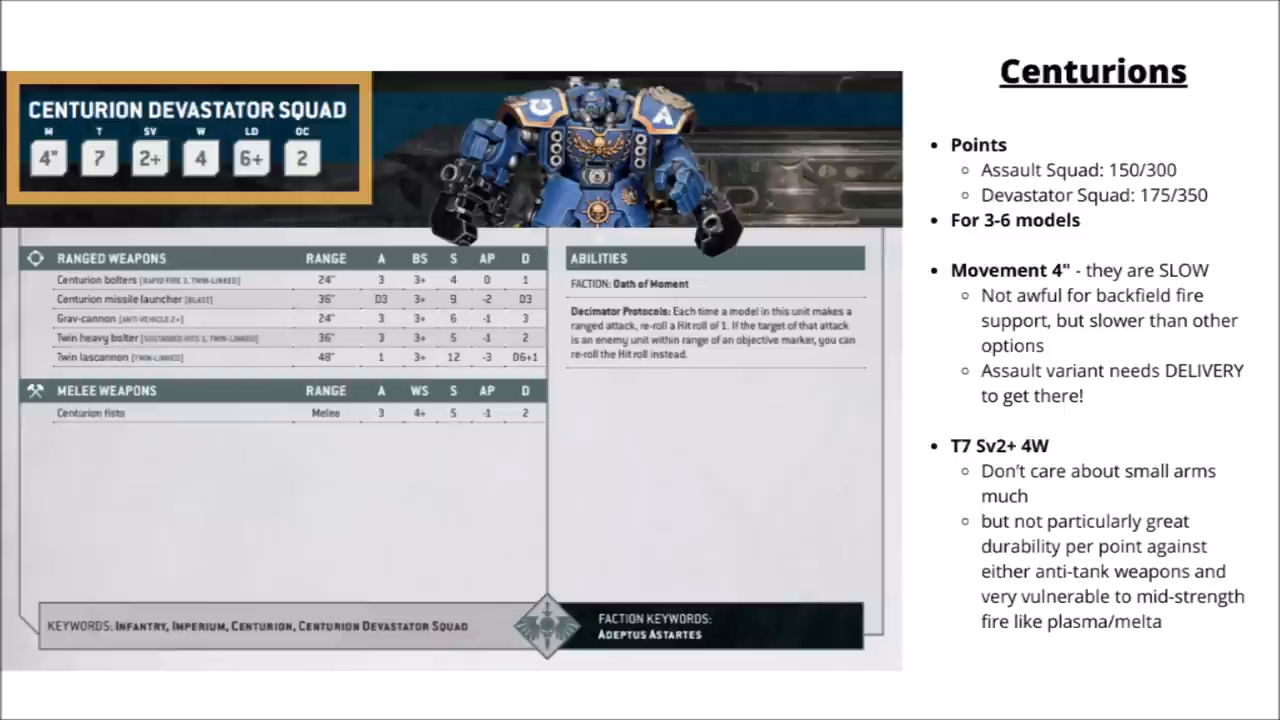 CENTURION DEVASTATOR SQUAD
M T SV W LD OC
4" 7 2+ 4 6+ 2
RANGED WEAPONS RANGE A BS S AP D
Centurion bolters [RAPID FIRE 3, TWIN-LINKED] 24" 3 3+ 4 0 1
Centurion missile launcher [BLAST] 36" D3 3+ 9 -2 D3
Grav-cannon [ANTI-VEHICLE 2+] 24" 3 3+ 6 -1 3
Twin heavy bolter [SUSTAINED HITS 1, TWIN-LINKED] 36" 3 3+ 5 -1 2
Twin lascannon [TWIN-LINKED] 48" 1 3+ 12 -3 D6+1
MELEE WEAPONS RANGE A WS S AP D
Centurion fists Melee 3 4+ 5 -1 2
ABILITIES
FACTION: Oath of Moment
Decimator Protocols: Each time a model in this unit makes a
ranged attack, re-roll a Hit roll of 1. If the target of that attack
is an enemy unit within range of an objective marker, you can
re-roll the Hit roll instead.
KEYWORDS: INFANTRY, IMPERIUM, CENTURION, CENTURION DEVASTATOR SQUAD
FACTION KEYWORDS:
ADEPTUS ASTARTES
Centurions
• Points
◦ Assault Squad: 150/300
◦ Devastator Squad: 175/350
• For 3-6 models
• Movement 4" - they are SLOW
◦ Not awful for backfield fire
support, but slower than other
options
◦ Assault variant needs DELIVERY
to get there!
• T7 Sv2+ 4W
◦ Don't care about small arms
much
◦ but not particularly great
durability per point against
either anti-tank weapons and
very vulnerable to mid-strength
fire like plasma/melta